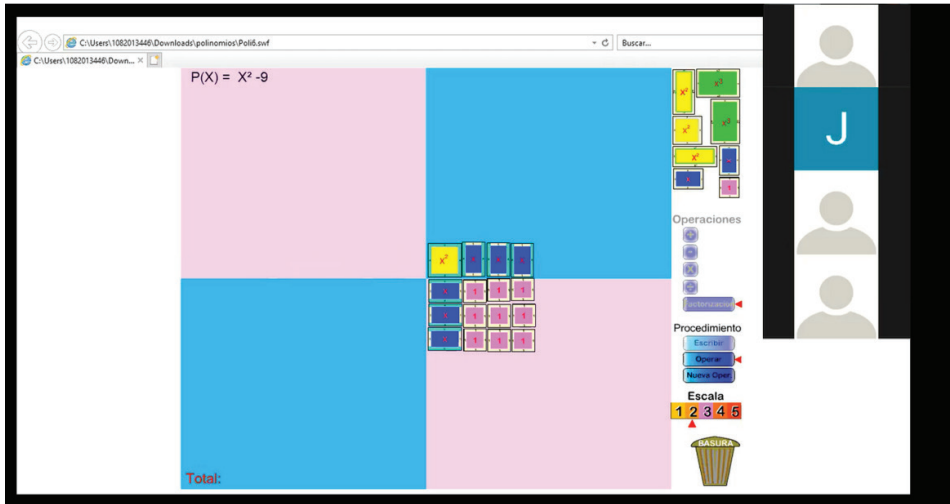 C:\Users\1082013446\Downloads\polinomios\Poli6.swf
Buscar...
C:\Users\1082013446\Down...
P(X) = X² -9
x²
x²
x²
x²
x²
1
x²
1 1 1
1 1 1
1 1 1
Operaciones
Factorizacion
Procedimiento
Escribir
Operar
Nueva Oper.
Escala
1 2 3 4 5
BASURA
Total:
J